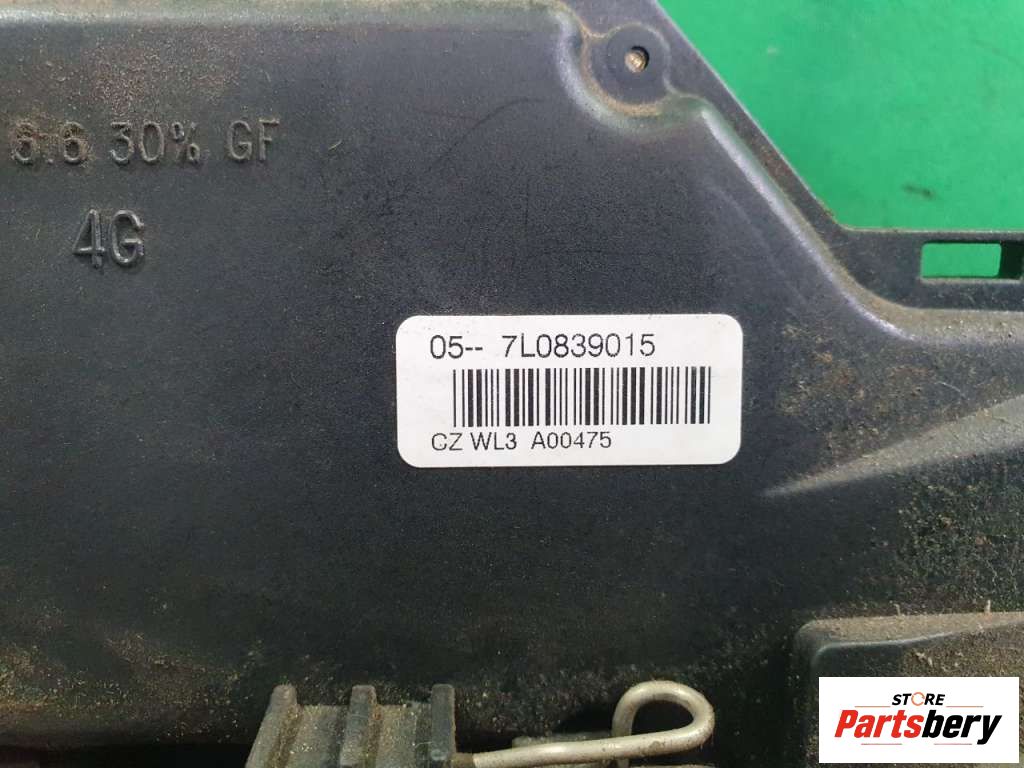 6.6 30% GF
4G
05-- 7L0839015
CZ WL3 A00475
STORE
Partsbery